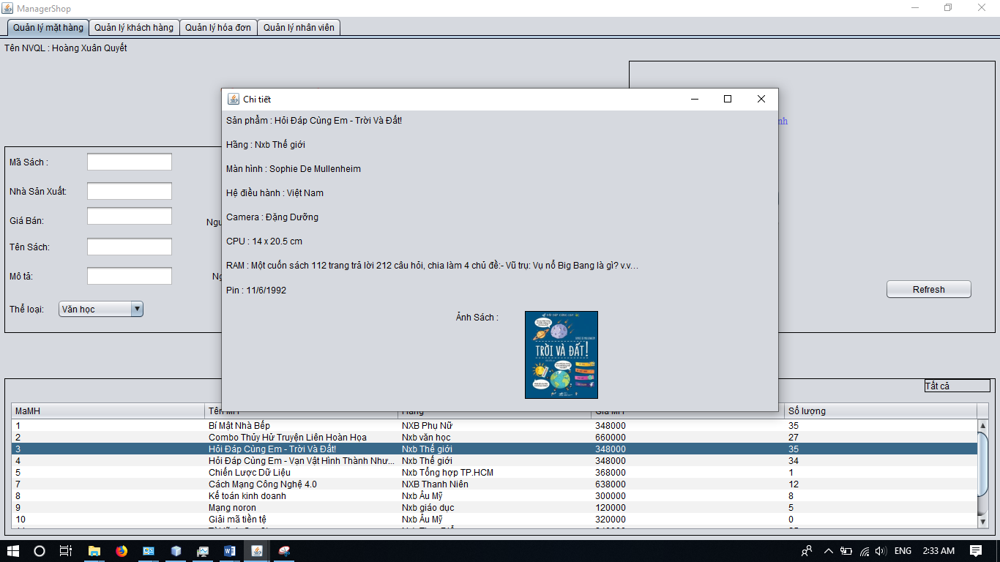 ManagerShop
Quản lý mặt hàng Quản lý khách hàng Quản lý hóa đơn Quản lý nhân viên
Tên NVQL : Hoàng Xuân Quyết
Chi tiết
Sản phẩm : Hỏi Đáp Cùng Em - Trời Và Đất!
Hãng : Nxb Thế giới
Màn hình : Sophie De Mullenheim
Hệ điều hành : Việt Nam
Camera : Đặng Dưỡng
CPU : 14 x 20.5 cm
RAM : Một cuốn sách 112 trang trả lời 212 câu hỏi, chia làm 4 chủ đề:- Vũ trụ: Vụ nổ Big Bang là gì? v.v...
Pin : 11/6/1992
Ảnh Sách :
TRỜI VÀ ĐẤT!
Mã Sách :
Nhà Sản Xuất:
Giá Bán:
Tên Sách:
Mô tả:
Thể loại: Văn học
Refresh
Tất cả
MaMH Tên MH Hãng Giá MH Số lượng
1 Bí Mật Nhà Bếp NXB Phụ Nữ 348000 35
2 Combo Thủy Hử Truyện Liên Hoàn Họa Nxb văn học 660000 27
3 Hỏi Đáp Cùng Em - Trời Và Đất! Nxb Thế giới 348000 35
4 Hỏi Đáp Cùng Em - Vạn Vật Hình Thành Như... Nxb Thế giới 348000 34
5 Chiến Lược Dữ Liệu Nxb Tổng hợp TP.HCM 368000 1
7 Cách Mạng Công Nghệ 4.0 NXB Thanh Niên 638000 12
8 Kế toán kinh doanh Nxb Âu Mỹ 300000 8
9 Mạng noron Nxb giáo dục 120000 5
10 Giải mã tiền tệ Nxb Âu Mỹ 320000 0
ENG 2:33 AM